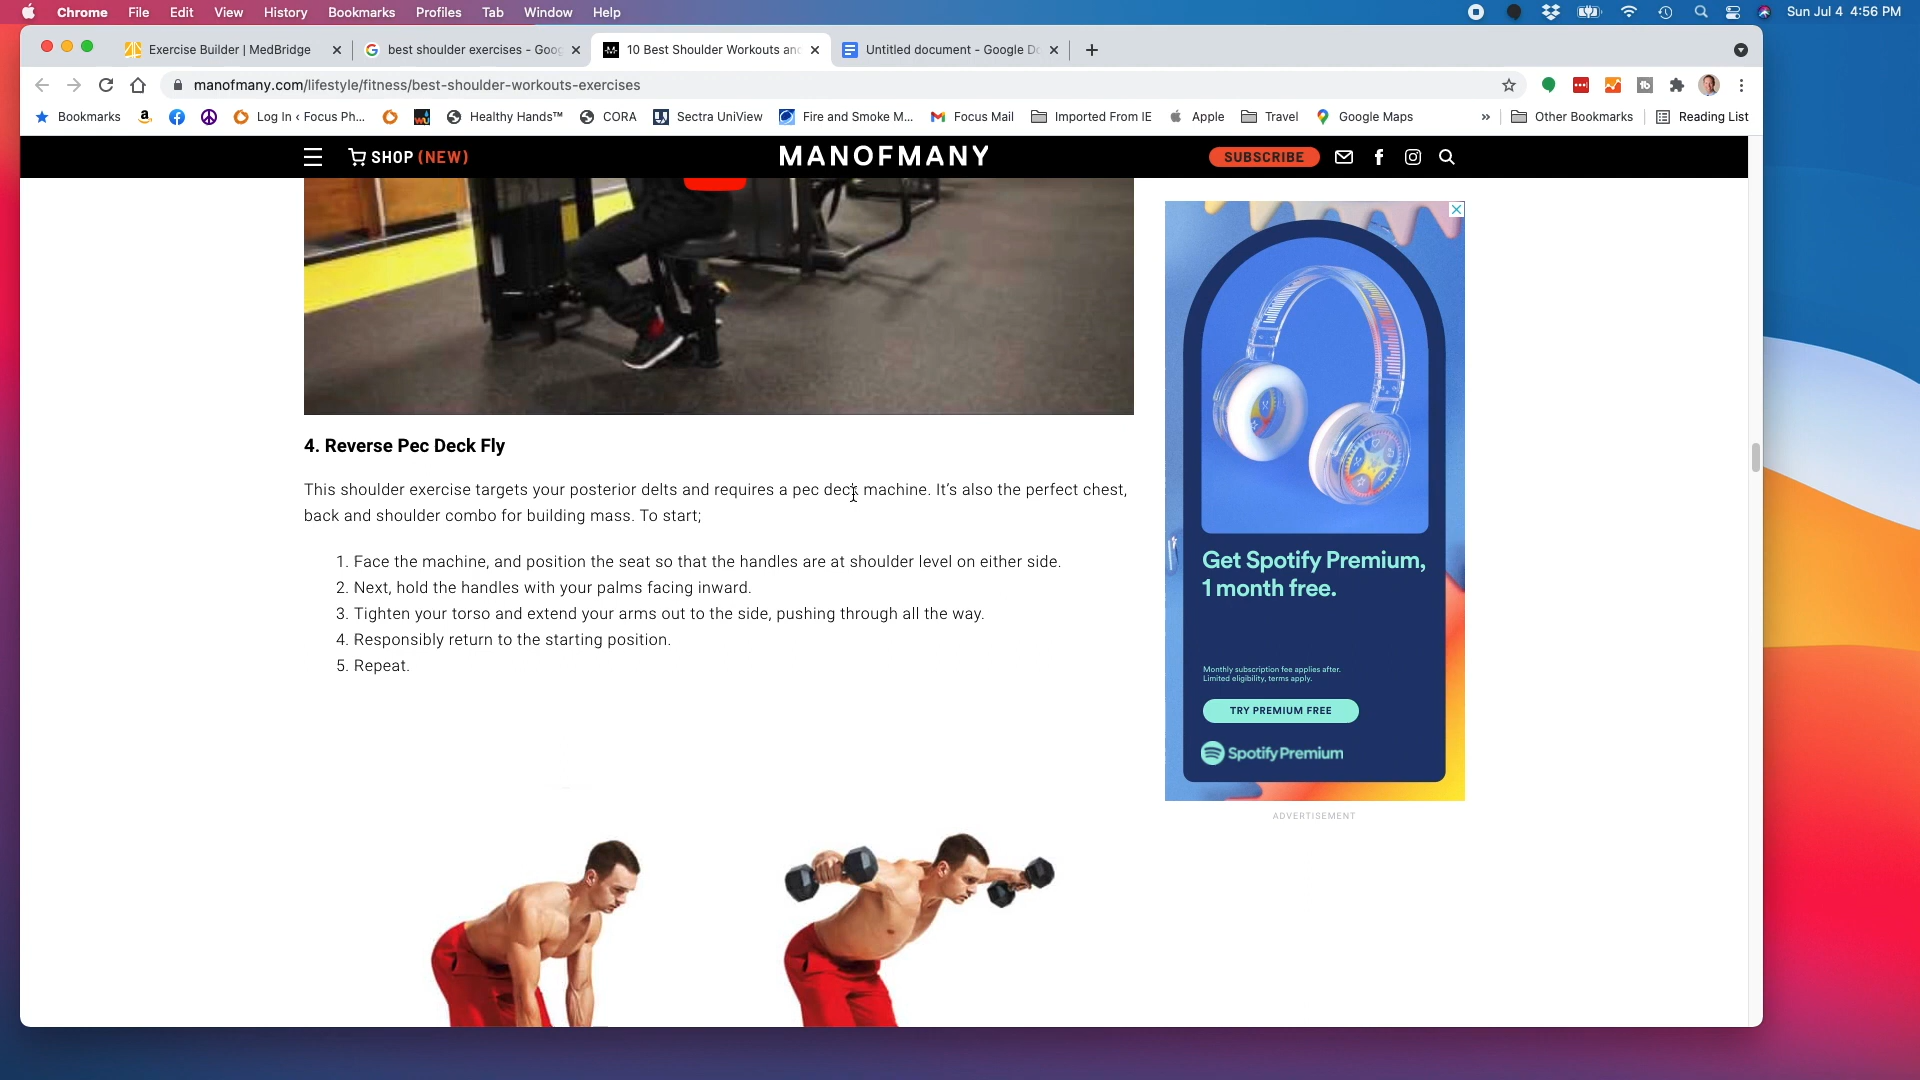 Chrome File Edit View History Bookmarks Profiles Tab Window Help
Sun Jul 4 4:56 PM
Exercise Builder | MedBridge
best shoulder exercises - Goog
10 Best Shoulder Workouts and
Untitled document - Google Do
manofmany.com/lifestyle/fitness/best-shoulder-workouts-exercises
Bookmarks
Log In ‹ Focus Ph...
Healthy Hands™
CORA
Sectra UniView
Fire and Smoke M...
Focus Mail
Imported From IE
Apple
Travel
Google Maps
»
Other Bookmarks
Reading List
SHOP (NEW)
MANOFMANY
SUBSCRIBE
4. Reverse Pec Deck Fly
This shoulder exercise targets your posterior delts and requires a pec deck machine. It’s also the perfect chest,
back and shoulder combo for building mass. To start;
1. Face the machine, and position the seat so that the handles are at shoulder level on either side.
2. Next, hold the handles with your palms facing inward.
3. Tighten your torso and extend your arms out to the side, pushing through all the way.
4. Responsibly return to the starting position.
5. Repeat.
Get Spotify Premium,
1 month free.
Monthly subscription fee applies after.
Limited eligibility, terms apply.
TRY PREMIUM FREE
Spotify Premium
ADVERTISEMENT